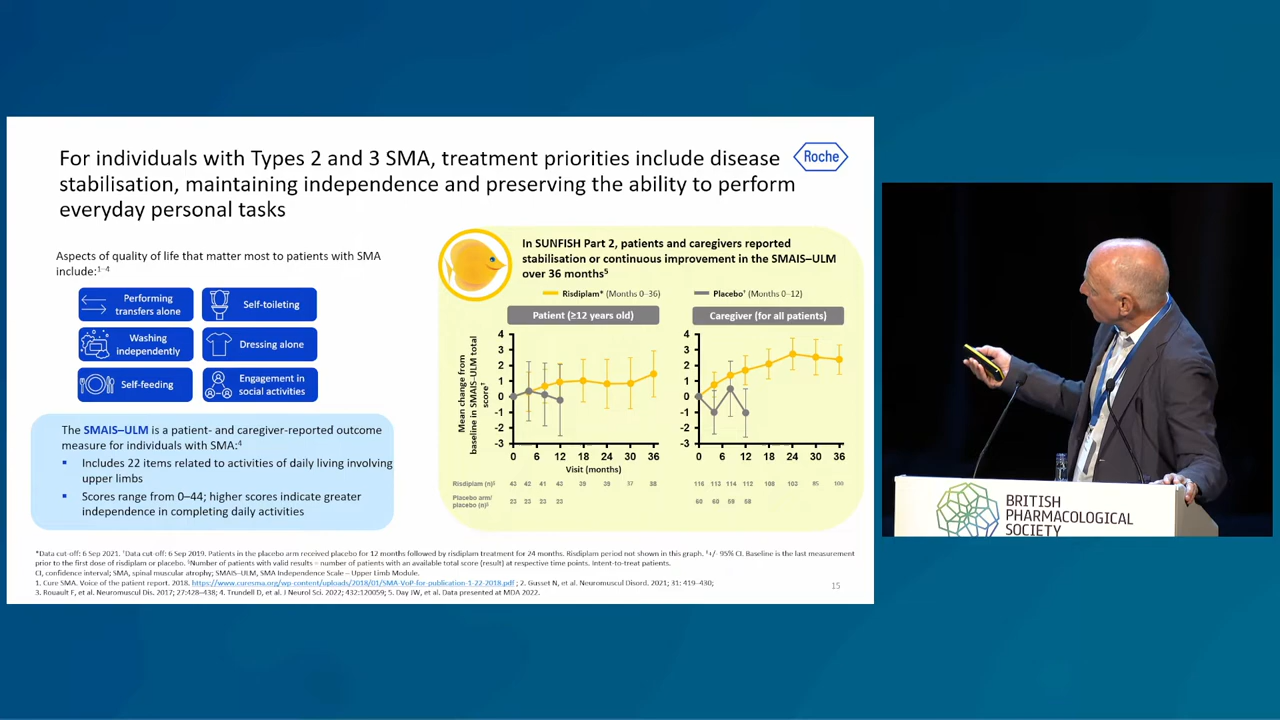 For individuals with Types 2 and 3 SMA, treatment priorities include disease
stabilisation, maintaining independence and preserving the ability to perform
everyday personal tasks
Roche
Aspects of quality of life that matter most to patients with SMA
include:1–4
Performing
transfers alone
Self-toileting
Washing
independently
Dressing alone
Self-feeding
Engagement in
social activities
The SMAIS–ULM is a patient- and caregiver-reported outcome
measure for individuals with SMA:4
▪ Includes 22 items related to activities of daily living involving
upper limbs
▪ Scores range from 0–44; higher scores indicate greater
independence in completing daily activities
In SUNFISH Part 2, patients and caregivers reported
stabilisation or continuous improvement in the SMAIS–ULM
over 36 months5
Risdiplam* (Months 0–36)
Placebo† (Months 0–12)
Patient (≥12 years old)
Caregiver (for all patients)
Mean change from
baseline in SMAIS–ULM total
score‡
4
3
2
1
0
-1
-2
-3
0 6 12 18 24 30 36
4
3
2
1
0
-1
-2
-3
0 6 12 18 24 30 36
Visit (months)
Risdiplam (n)§ 43 42 41 43 39 39 37 38
116 113 114 112 108 103 85 100
Placebo arm/
placebo (n)§ 23 23 23 23
60 60 59 58
*Data cut-off: 6 Sep 2021. †Data cut-off: 6 Sep 2019. Patients in the placebo arm received placebo for 12 months followed by risdiplam treatment for 24 months. Risdiplam period not shown in this graph. ‡+/- 95% CI. Baseline is the last measurement
prior to the first dose of risdiplam or placebo. §Number of patients with valid results = number of patients with an available total score (result) at respective time points. Intent-to-treat patients.
CI, confidence interval; SMA, spinal muscular atrophy; SMAIS–ULM, SMA Independence Scale – Upper Limb Module.
1. Cure SMA. Voice of the patient report. 2018. https://www.curesma.org/wp-content/uploads/2018/01/SMA-VoP-for-publication-1-22-2018.pdf ; 2. Gusset N, et al. Neuromuscul Disord. 2021; 31: 419–430;
3. Rouault F, et al. Neuromuscul Dis. 2017; 27:428–438; 4. Trundell D, et al. J Neurol Sci. 2022; 432:120059; 5. Day JW, et al. Data presented at MDA 2022.
15
BRITISH
PHARMACOLOGICAL
SOCIETY